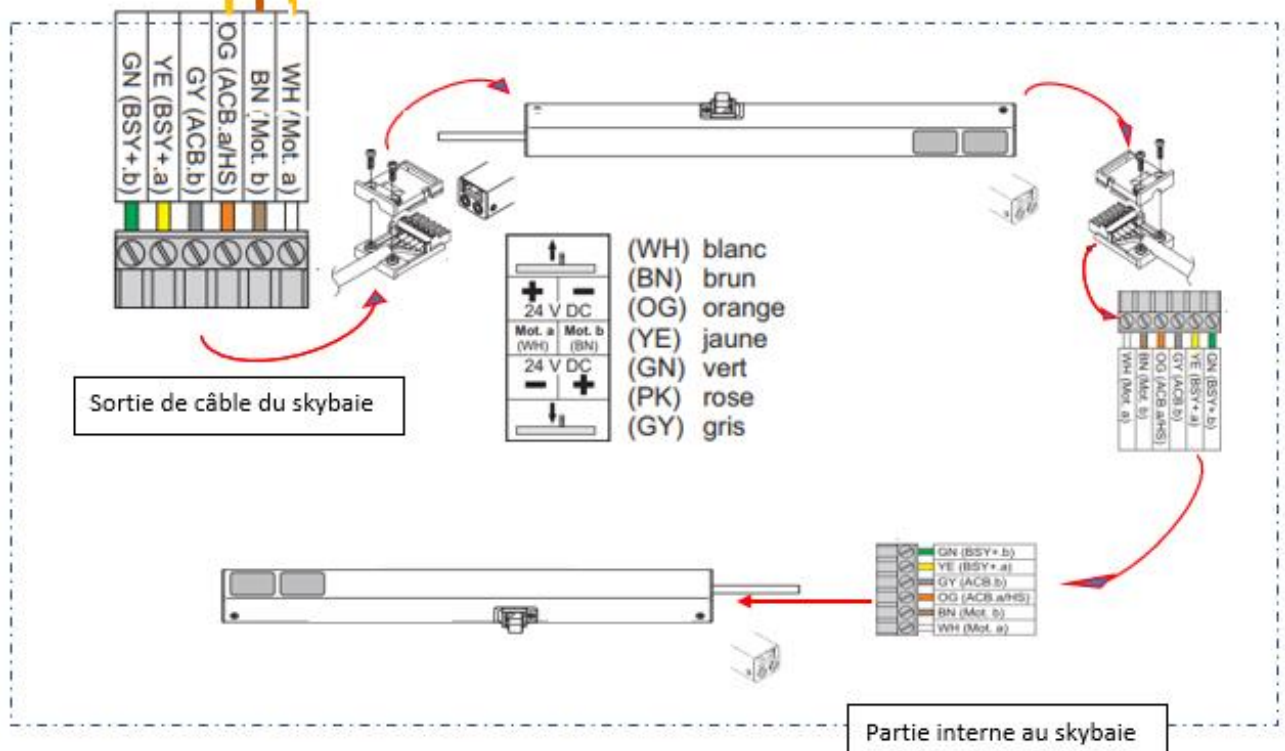 GN (BSY+.b)
YE (BSY+.a)
GY (ACB.b)
OG (ACB.a/HS)
BN (Mot. b)
WH (Mot. a)
Sortie de câble du skybaie
+ -
24 V DC
Mot. a Mot. b
(WH) (BN)
24 V DC
- +
(WH) blanc
(BN) brun
(OG) orange
(YE) jaune
(GN) vert
(PK) rose
(GY) gris
WH (Mot. a)
BN (Mot. b)
OG (ACB.a/HS)
GY (ACB.b)
YE (BSY+.a)
GN (BSY+.b)
GN (BSY+.b)
YE (BSY+.a)
GY (ACB.b)
OG (ACB.a/HS)
BN (Mot. b)
WH (Mot. a)
Partie interne au skybaie